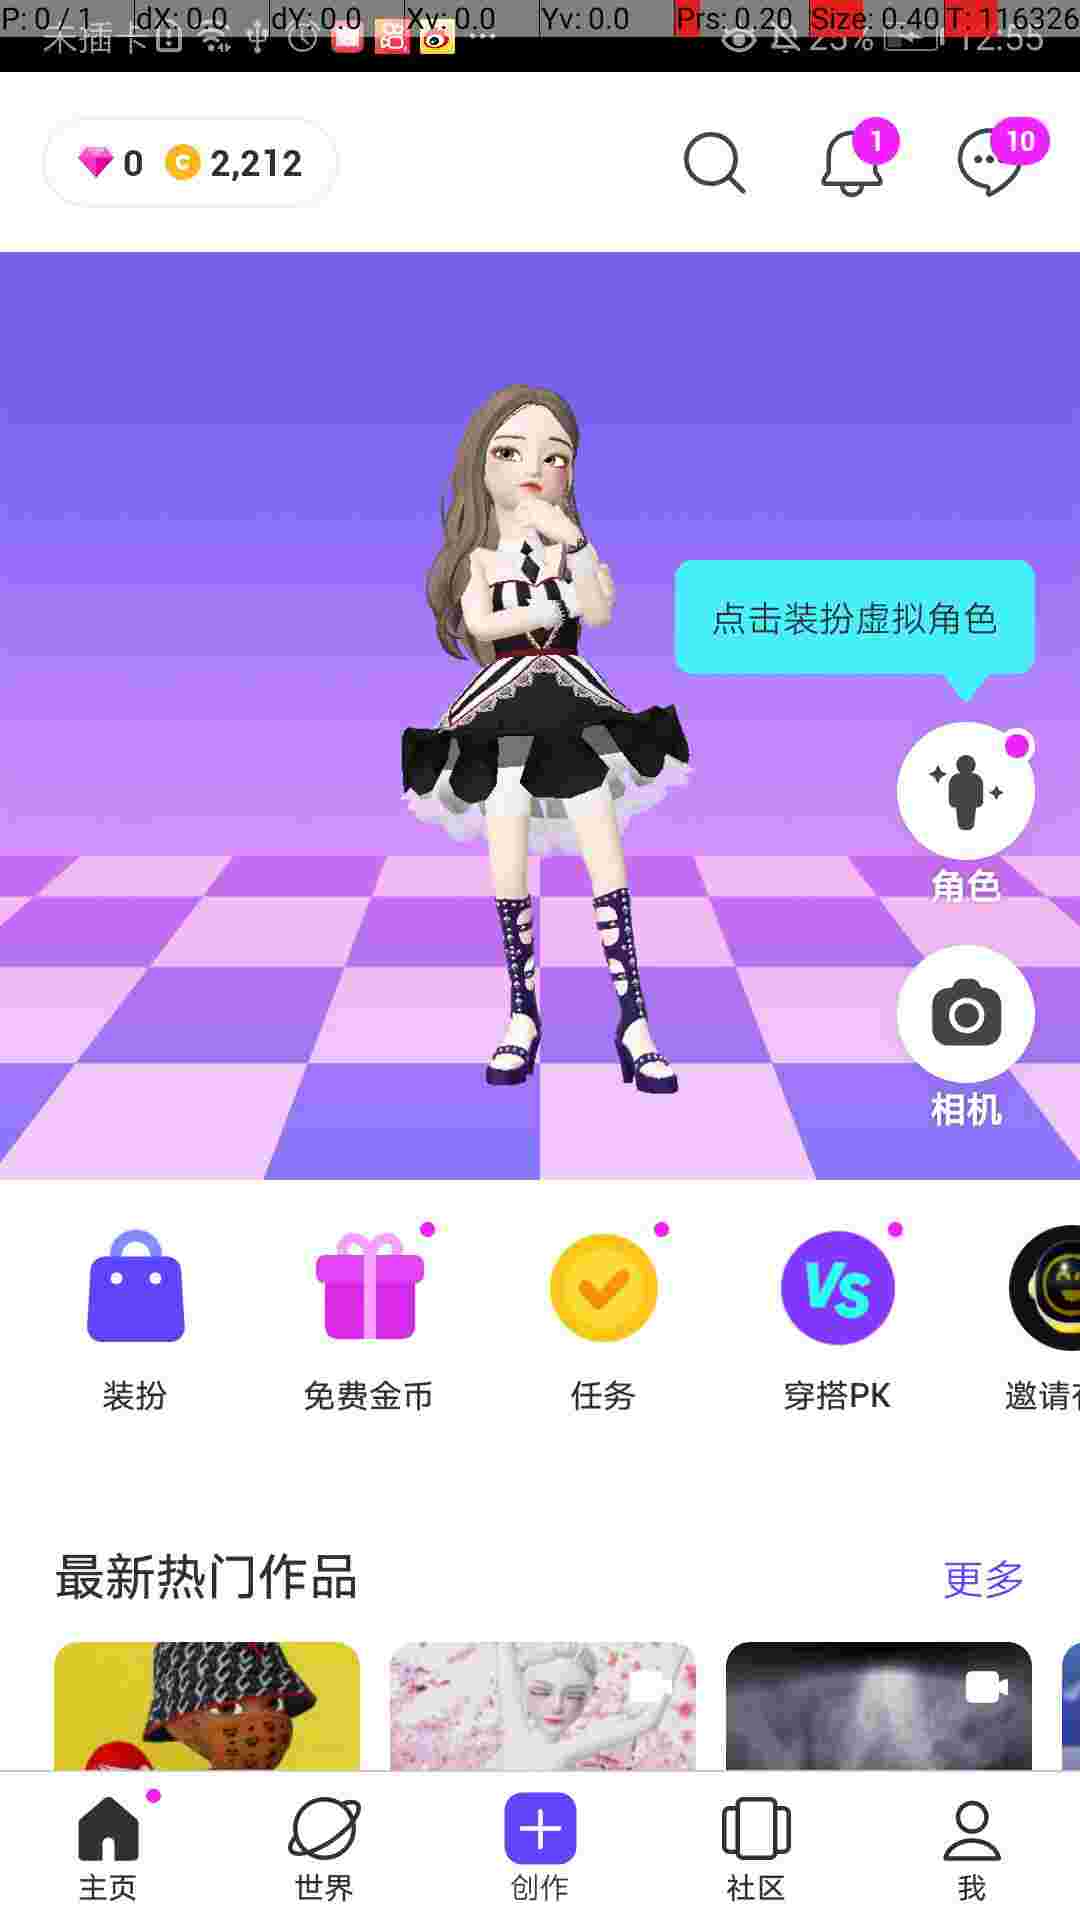 P: 0 / 1 dX: 0.0 dY: 0.0 Xv: 0.0 Yv: 0.0 Prs: 0.20 Size: 0.40 T: 116326
未插卡 25% 12:55
0 2,212 1 10
点击装扮虚拟角色
角色
相机
装扮 免费金币 任务 穿搭PK 邀请
最新热门作品 更多
主页 世界 创作 社区 我